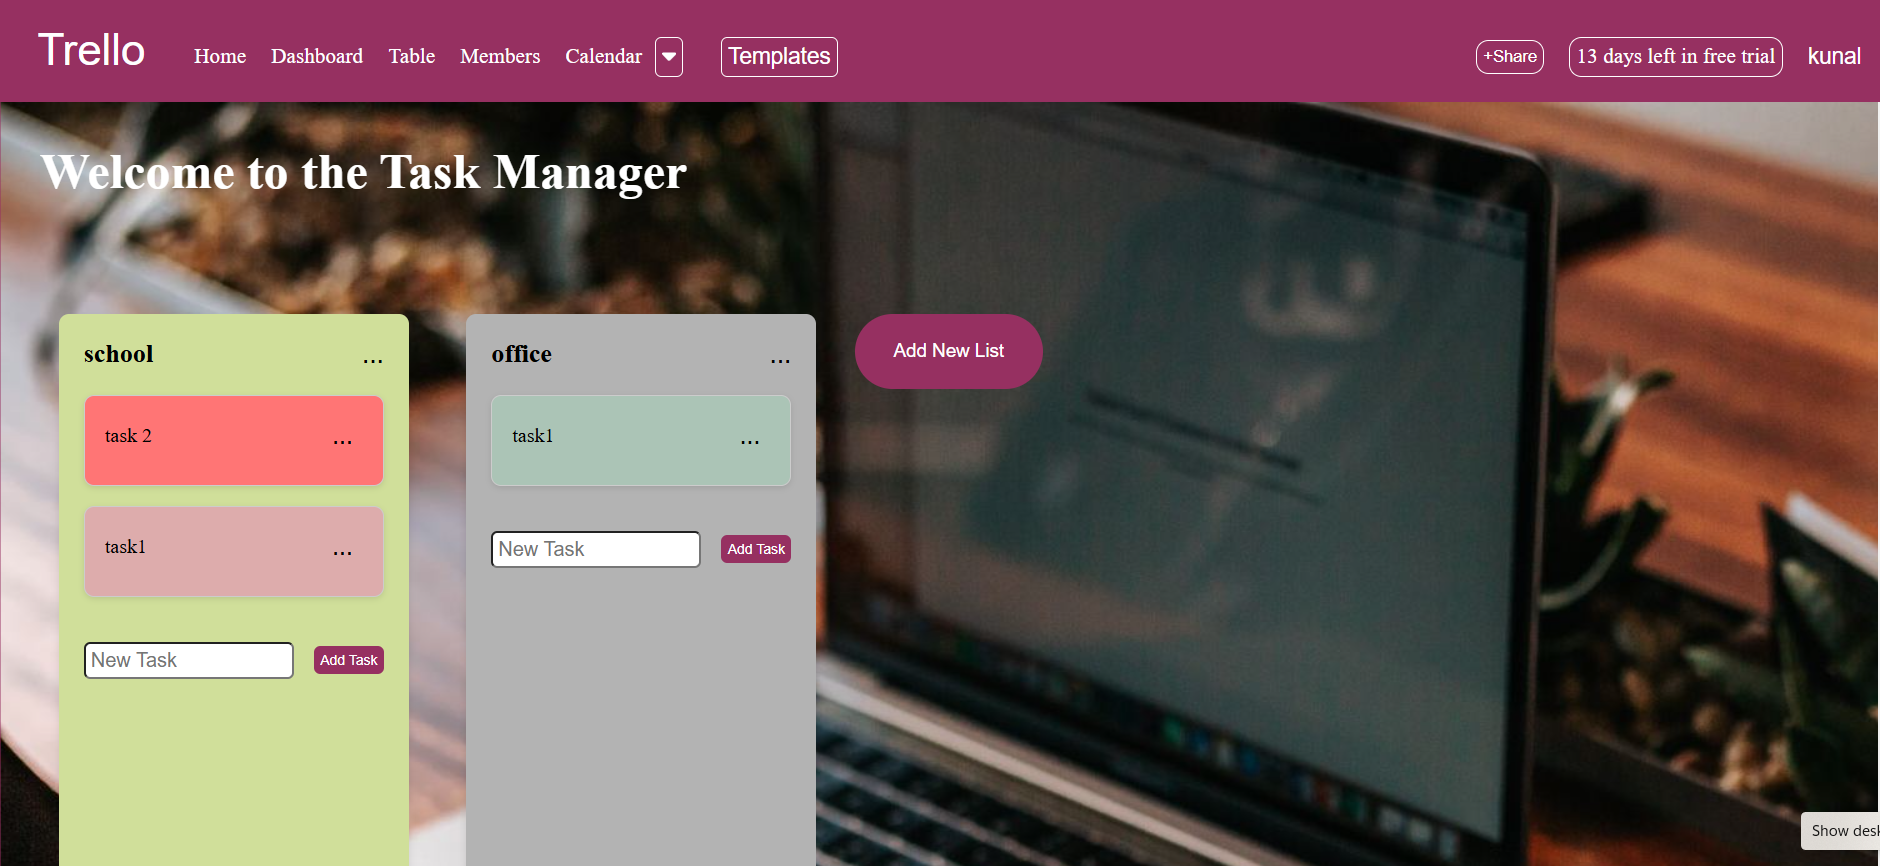 Trello Home Dashboard Table Members Calendar Templates +Share 13 days left in free trial kunal
Welcome to the Task Manager
school ...
task 2 ...
task1 ...
New Task Add Task
office ...
task1 ...
New Task Add Task
Add New List
Show desk